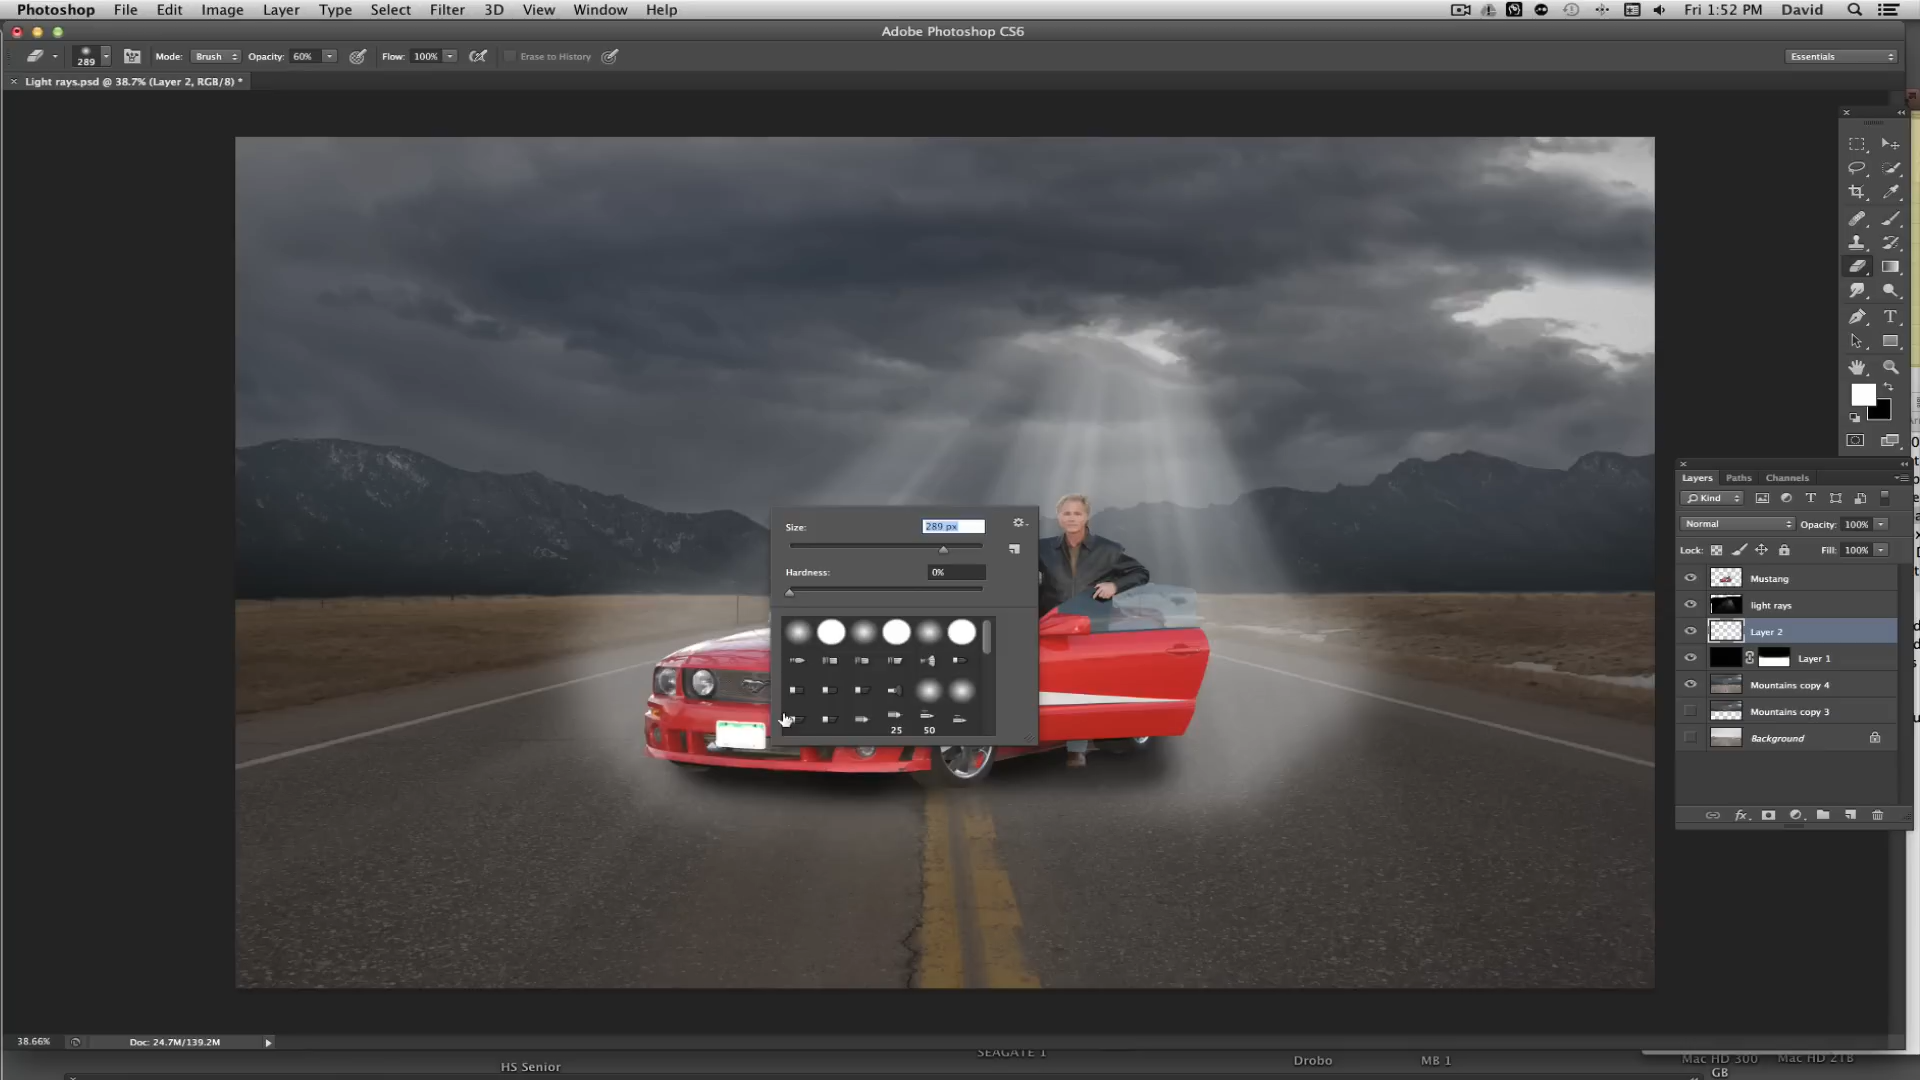 Photoshop File Edit Image Layer Type Select Filter 3D View Window Help
Fri 1:52 PM David
Adobe Photoshop CS6
289 Mode: Brush Opacity: 60% Flow: 100% Erase to History Essentials
Light rays.psd @ 38.7% (Layer 2, RGB/8) *
Layers Paths Channels
Kind
Normal Opacity: 100%
Lock: Fill: 100%
Size: 289 px
Hardness: 0%
25 50
Mustang
light rays
Layer 2
Layer 1
Mountains copy 4
Mountains copy 3
Background
38.66% Doc: 24.7M/139.2M
HS Senior
SEAGATE 1
Drobo
MB 1
Mac HD 300
GB
Mac HD 2TB